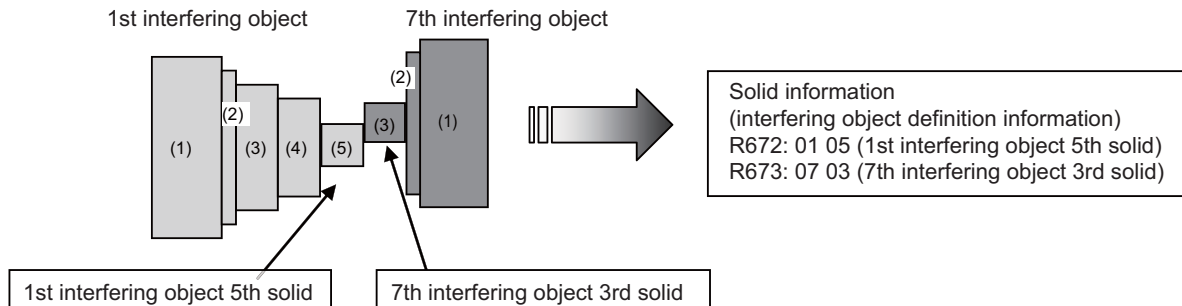 1st interfering object
7th interfering object
(1)
(2)
(3)
(4)
(5)
(3)
(2)
(1)
Solid information
(interfering object definition information)
R672: 01 05 (1st interfering object 5th solid)
R673: 07 03 (7th interfering object 3rd solid)
1st interfering object 5th solid
7th interfering object 3rd solid